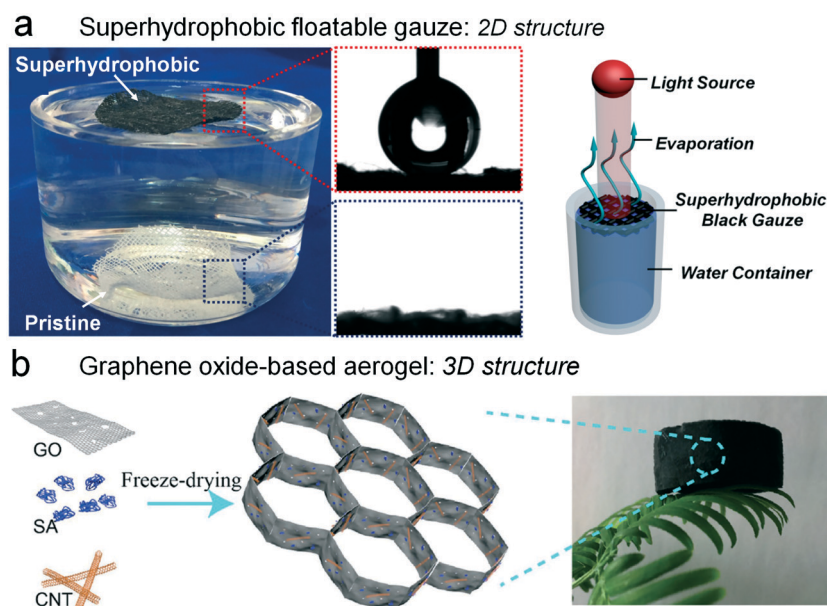 a Superhydrophobic floatable gauze: 2D structure
Superhydrophobic
Pristine
Light Source
Evaporation
Superhydrophobic
Black Gauze
Water Container
b Graphene oxide-based aerogel: 3D structure
GO
SA
CNT
Freeze-drying